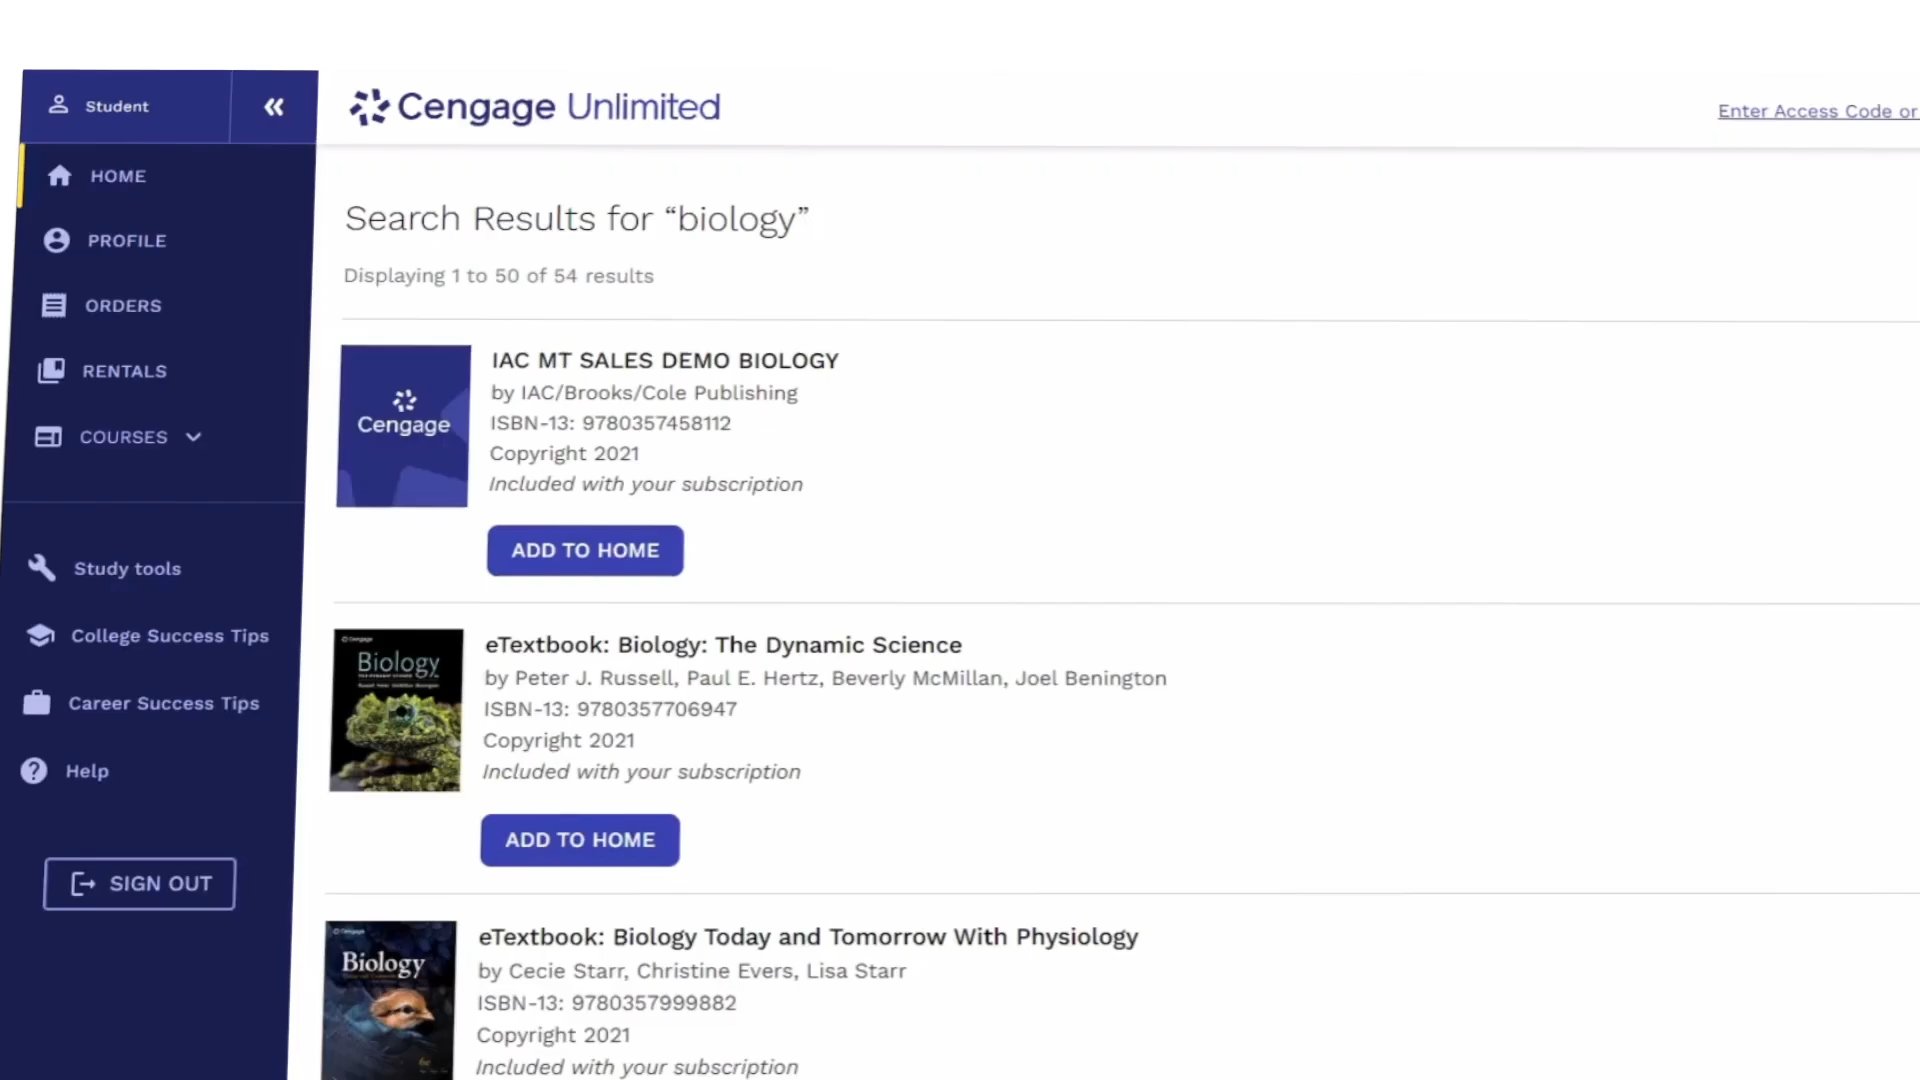 Student
Cengage Unlimited
Enter Access Code or
HOME
PROFILE
ORDERS
RENTALS
COURSES
Study tools
College Success Tips
Career Success Tips
Help
SIGN OUT
Search Results for “biology”
Displaying 1 to 50 of 54 results
Cengage
IAC MT SALES DEMO BIOLOGY
by IAC/Brooks/Cole Publishing
ISBN-13: 9780357458112
Copyright 2021
Included with your subscription
ADD TO HOME
Cengage
Biology
eTextbook: Biology: The Dynamic Science
by Peter J. Russell, Paul E. Hertz, Beverly McMillan, Joel Benington
ISBN-13: 9780357706947
Copyright 2021
Included with your subscription
ADD TO HOME
Cengage
Biology
eTextbook: Biology Today and Tomorrow With Physiology
by Cecie Starr, Christine Evers, Lisa Starr
ISBN-13: 9780357999882
Copyright 2021
Included with your subscription